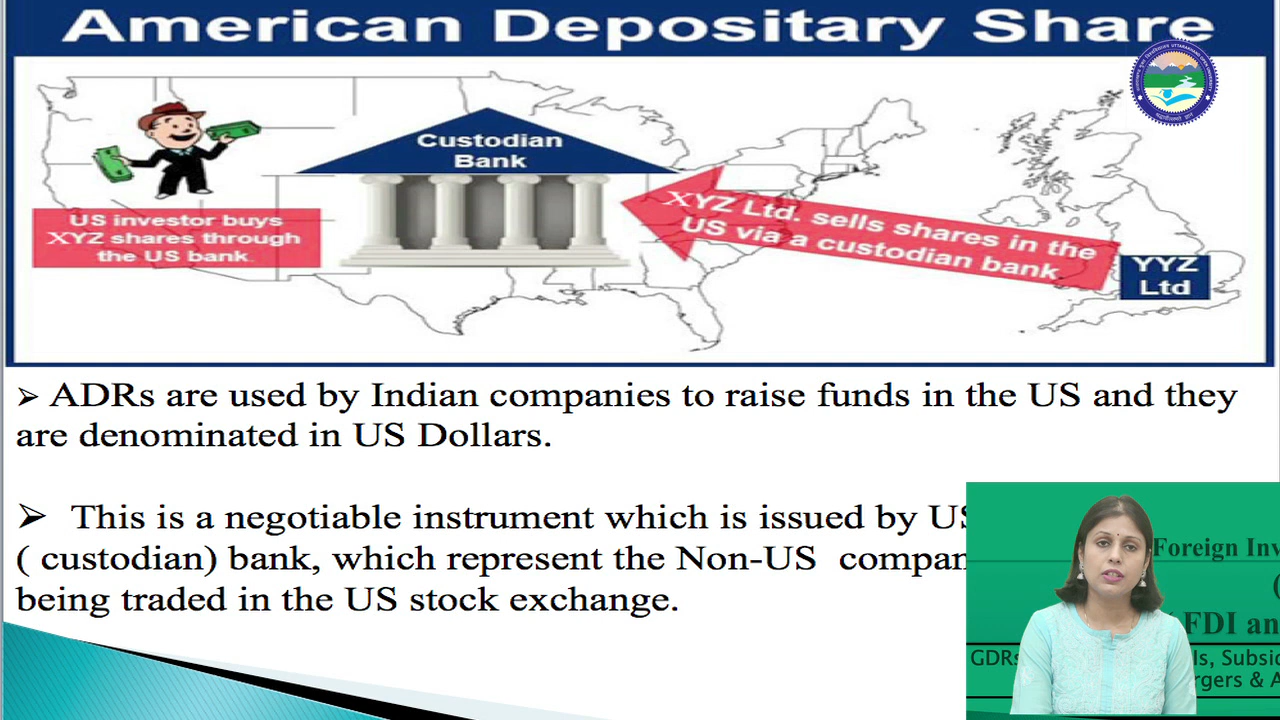 American Depositary Share
Custodian
Bank
US investor buys
XYZ shares through
the US bank.
XYZ Ltd. sells shares in the
US via a custodian bank
YYZ
Ltd
➢ ADRs are used by Indian companies to raise funds in the US and they
are denominated in US Dollars.
➢ This is a negotiable instrument which is issued by US
( custodian) bank, which represent the Non-US compan
being traded in the US stock exchange.
Foreign Inv
(
FDI an
GDRs
ls, Subsid
rgers & A